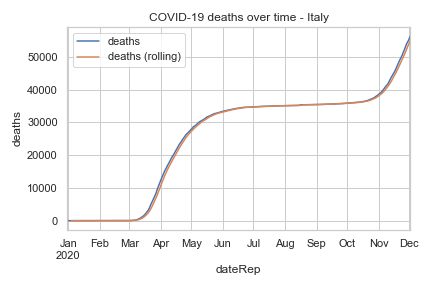 COVID-19 deaths over time - Italy
deaths
deaths (rolling)
deaths
50000
40000
30000
20000
10000
0
Jan Feb Mar Apr May Jun Jul Aug Sep Oct Nov Dec
2020
dateRep